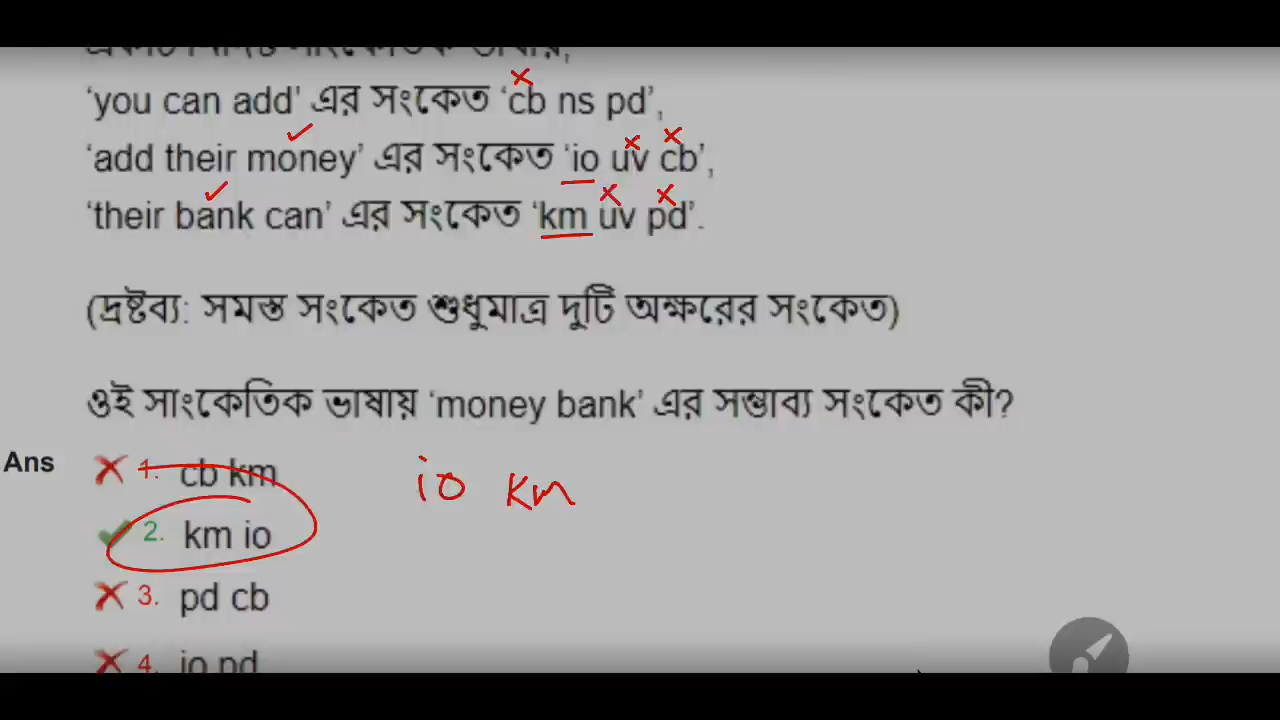 একটি নির্দিষ্ট সাংকেতিক ভাষায়,
‘you can add’ এর সংকেত ‘cb ns pd’,
‘add their money’ এর সংকেত ‘io uv cb’,
‘their bank can’ এর সংকেত ‘km uv pd’.
(দ্রষ্টব্য: সমস্ত সংকেত শুধুমাত্র দুটি অক্ষরের সংকেত)
ওই সাংকেতিক ভাষায় ‘money bank’ এর সম্ভাব্য সংকেত কী?
Ans 1. cb km
io km
2. km io
3. pd cb
4. io pd